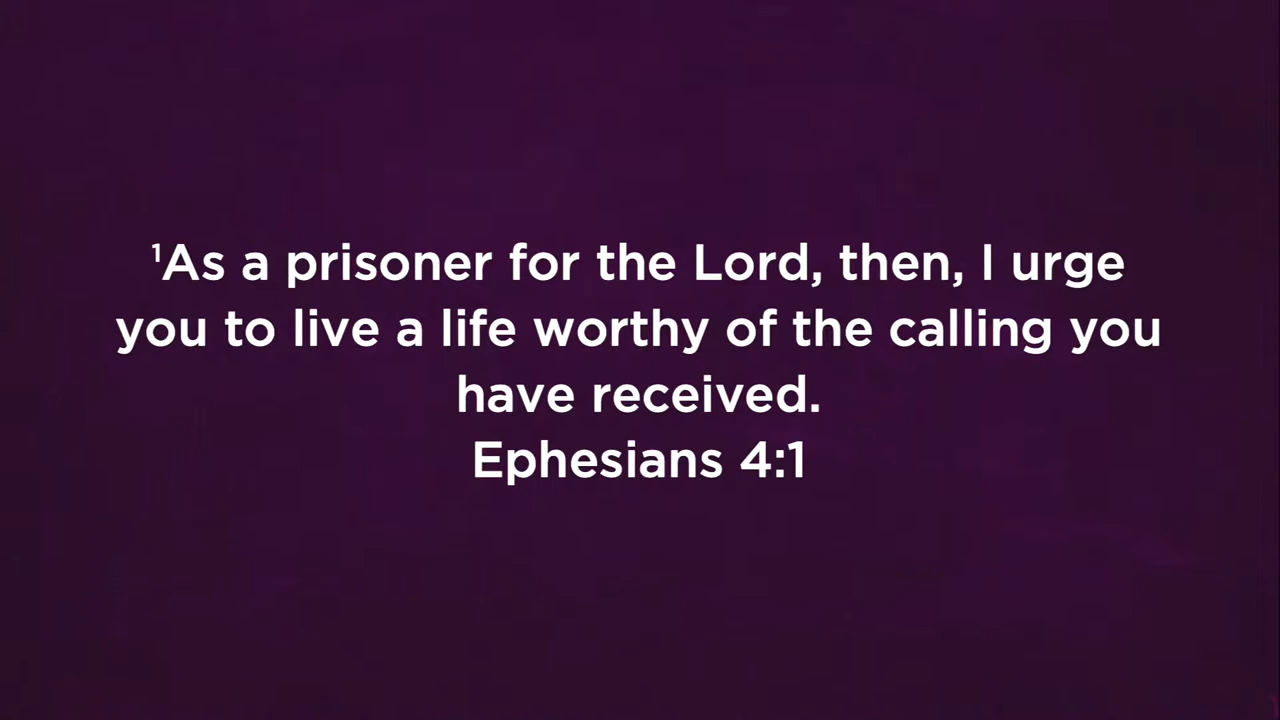 ¹As a prisoner for the Lord, then, I urge
you to live a life worthy of the calling you
have received.
Ephesians 4:1